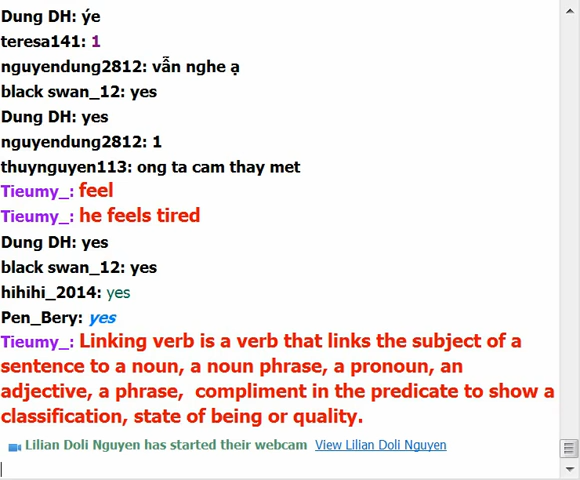 Dung DH: ýe
teresa141: 1
nguyendung2812: vẫn nghe ạ
black swan_12: yes
Dung DH: yes
nguyendung2812: 1
thuynguyen113: ong ta cam thay met
Tieumy_: feel
Tieumy_: he feels tired
Dung DH: yes
black swan_12: yes
hihihi_2014: yes
Pen_Bery: yes
Tieumy_: Linking verb is a verb that links the subject of a
sentence to a noun, a noun phrase, a pronoun, an
adjective, a phrase,  compliment in the predicate to show a
classification, state of being or quality.
Lilian Doli Nguyen has started their webcam  View Lilian Doli Nguyen